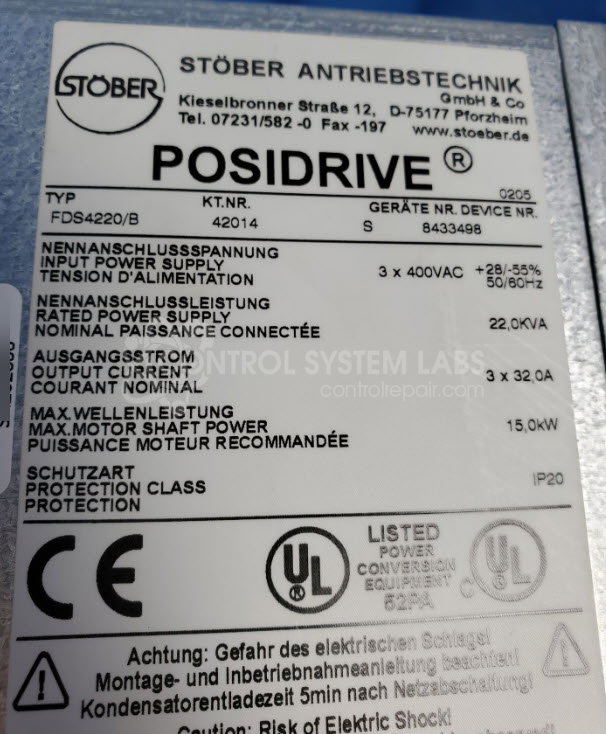 STÖBER
STÖBER ANTRIEBSTECHNIK
GmbH & Co
Kieselbronner Straße 12, D-75177 Pforzheim
Tel. 07231/582 -0 Fax -197 www.stoeber.de
POSIDRIVE ®
0205
TYP KT.NR. GERÄTE NR. DEVICE NR.
FDS4220/B 42014 S 8433498
NENNANSCHLUSSSPANNUNG
INPUT POWER SUPPLY 3 x 400VAC +28/-55%
TENSION D'ALIMENTATION 50/60Hz
NENNANSCHLUSSLEISTUNG
RATED POWER SUPPLY 22,0KVA
NOMINAL PAISSANCE CONNECTÉE
AUSGANGSSTROM
OUTPUT CURRENT 3 x 32,0A
COURANT NOMINAL
CONTROL SYSTEM LABS
controlrepair.com
MAX.WELLENLEISTUNG
MAX.MOTOR SHAFT POWER 15,0kW
PUISSANCE MOTEUR RECOMMANDÉE
SCHUTZART
PROTECTION CLASS IP20
PROTECTION
CE
UL ®
LISTED
POWER
CONVERSION
EQUIPMENT
52PA
C UL ®
Achtung: Gefahr des elektrischen Schlags!
Montage- und Inbetriebnahmeanleitung beachten!
Kondensatorentladezeit 5min nach Netzabschaltung!
Caution: Risk of Electric Shock!